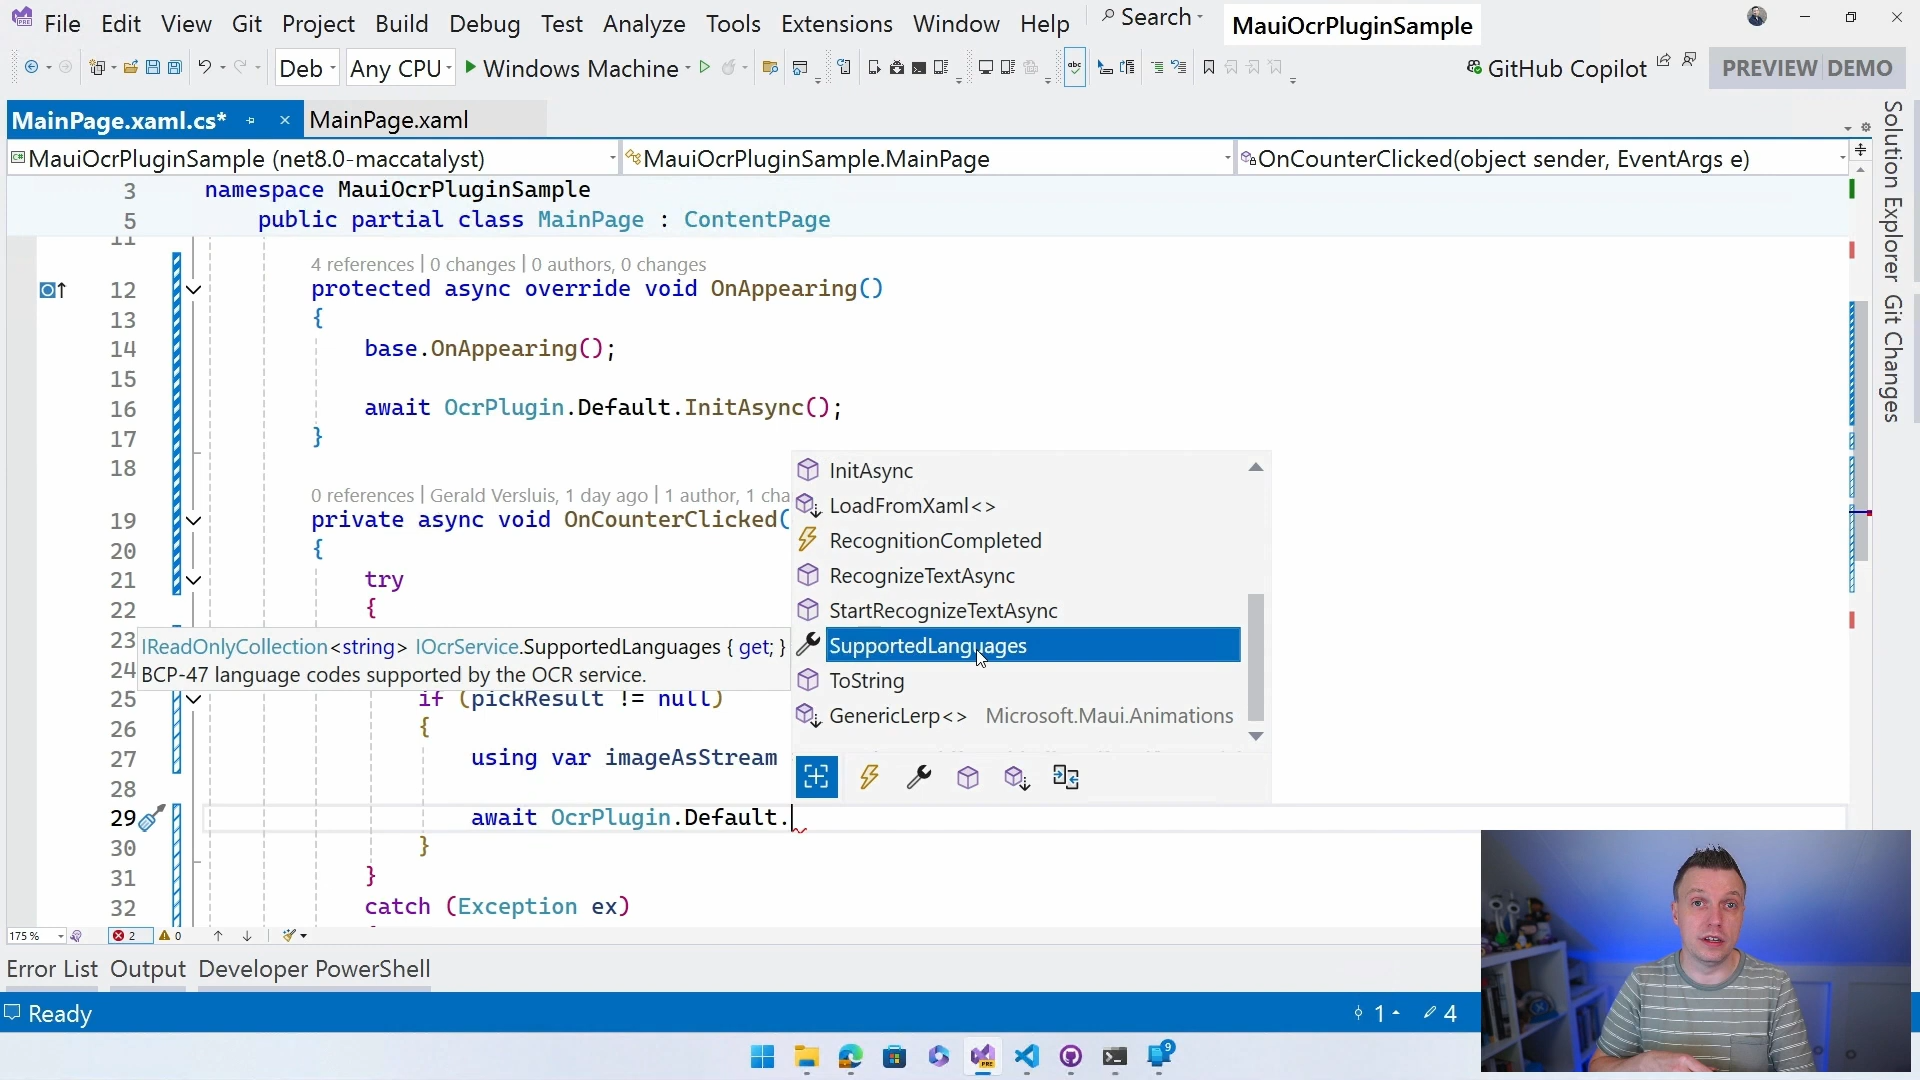 File Edit View Git Project Build Debug Test Analyze Tools Extensions Window Help Search MauiOcrPluginSample
Deb Any CPU Windows Machine GitHub Copilot PREVIEW DEMO
MainPage.xaml.cs* MainPage.xaml
MauiOcrPluginSample (net8.0-maccatalyst) MauiOcrPluginSample.MainPage OnCounterClicked(object sender, EventArgs e)
3 namespace MauiOcrPluginSample
5 public partial class MainPage : ContentPage
11
4 references | 0 changes | 0 authors, 0 changes
12 protected async override void OnAppearing()
13 {
14 base.OnAppearing();
15
16 await OcrPlugin.Default.InitAsync();
17 }
18
0 references | Gerald Versluis, 1 day ago | 1 author, 1 cha
19 private async void OnCounterClicked(
20 {
21 try
22 {
23
24
25 if (pickResult != null)
26 {
27 using var imageAsStream
28
29 await OcrPlugin.Default.
30 }
31 }
32 catch (Exception ex)
InitAsync
LoadFromXaml<>
RecognitionCompleted
RecognizeTextAsync
StartRecognizeTextAsync
SupportedLanguages
ToString
GenericLerp<> Microsoft.Maui.Animations
IReadOnlyCollection<string> IOcrService.SupportedLanguages { get; }
BCP-47 language codes supported by the OCR service.
Solution Explorer
Git Changes
175 % 2 0
Error List Output Developer PowerShell
Ready 1 4
9